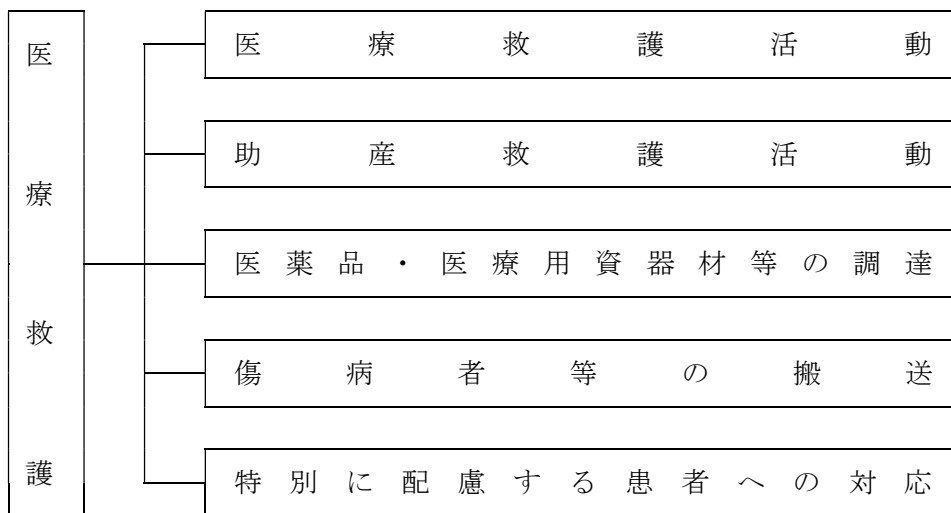 医療救護
医療救護活動
助産救護活動
医薬品・医療用資器材等の調達
傷病者等の搬送
特別に配慮する患者への対応